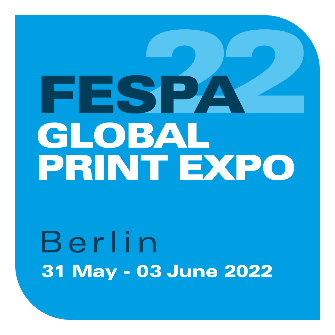 22
FESPA
GLOBAL
PRINT EXPO
Berlin
31 May - 03 June 2022